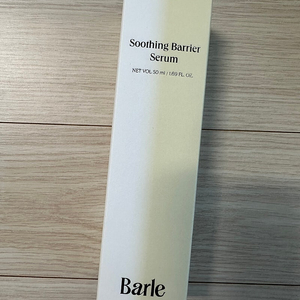 Soothing Barrier
Serum
NET VOL 50 ml / 1.69 FL. OZ.
Barle